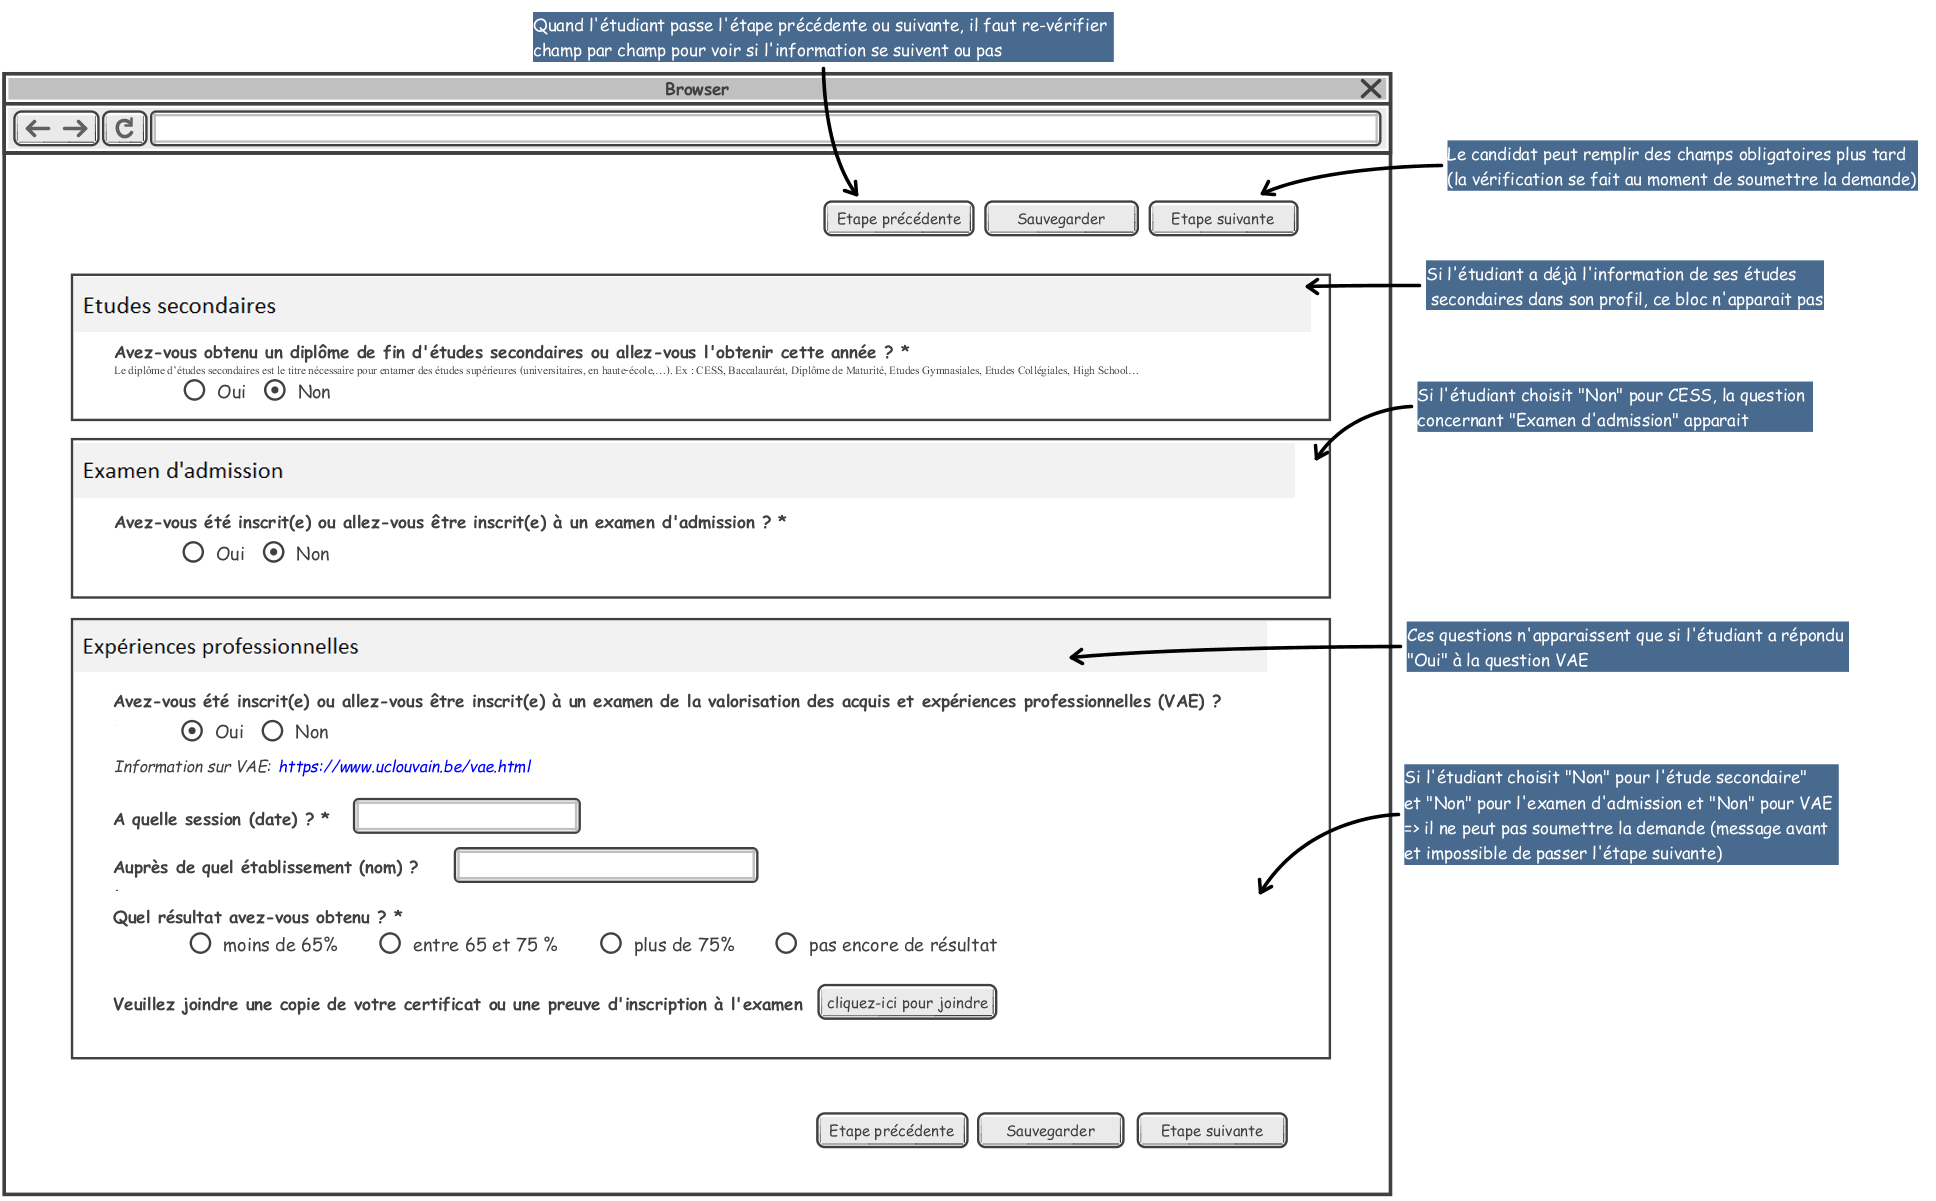 Quand l'étudiant passe l'étape précédente ou suivante, il faut re-vérifier
champ par champ pour voir si l'information se suivent ou pas
Browser
Le candidat peut remplir des champs obligatoires plus tard
(la vérification se fait au moment de soumettre la demande)
Etape précédente
Sauvegarder
Etape suivante
Si l'étudiant a déjà l'information de ses études
secondaires dans son profil, ce bloc n'apparait pas
Etudes secondaires
Avez-vous obtenu un diplôme de fin d'études secondaires ou allez-vous l'obtenir cette année ? *
Le diplôme d'études secondaires est le titre nécessaire pour entamer des études supérieures (universitaires, en haute-école,...). Ex : CESS, Baccalauréat, Diplôme de Maturité, Etudes Gymnasiales, Etudes Collégiales, High School...
Oui Non
Si l'étudiant choisit "Non" pour CESS, la question
concernant "Examen d'admission" apparait
Examen d'admission
Avez-vous été inscrit(e) ou allez-vous être inscrit(e) à un examen d'admission ? *
Oui Non
Ces questions n'apparaissent que si l'étudiant a répondu
"Oui" à la question VAE
Expériences professionnelles
Avez-vous été inscrit(e) ou allez-vous être inscrit(e) à un examen de la valorisation des acquis et expériences professionnelles (VAE) ?
Oui Non
Information sur VAE: https://www.uclouvain.be/vae.html
Si l'étudiant choisit "Non" pour l'étude secondaire"
et "Non" pour l'examen d'admission et "Non" pour VAE
=> il ne peut pas soumettre la demande (message avant
et impossible de passer l'étape suivante)
A quelle session (date) ? *
Auprès de quel établissement (nom) ?
Quel résultat avez-vous obtenu ? *
moins de 65% entre 65 et 75 % plus de 75% pas encore de résultat
Veuillez joindre une copie de votre certificat ou une preuve d'inscription à l'examen
cliquez-ici pour joindre
Etape précédente
Sauvegarder
Etape suivante